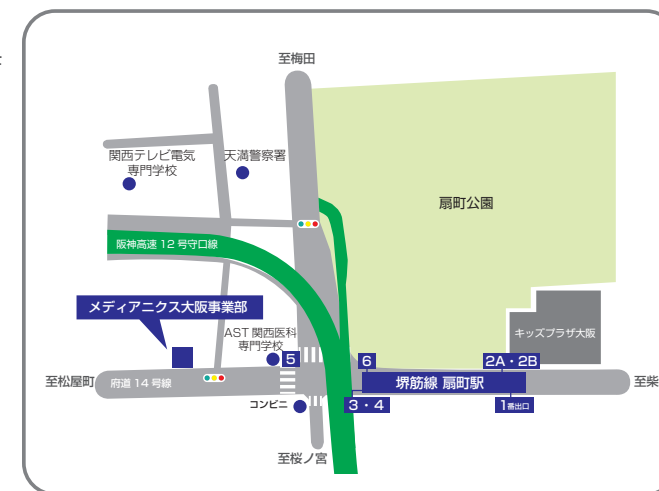 至梅田
関西テレビ電気
専門学校
天満警察署
扇町公園
阪神高速 12 号守口線
メディアニクス大阪事業部
キッズプラザ大阪
AST 関西医科
専門学校
5
6
2A・2B
至松屋町
府道 14 号線
堺筋線 扇町駅
至柴
コンビニ
3・4
1番出口
至桜ノ宮